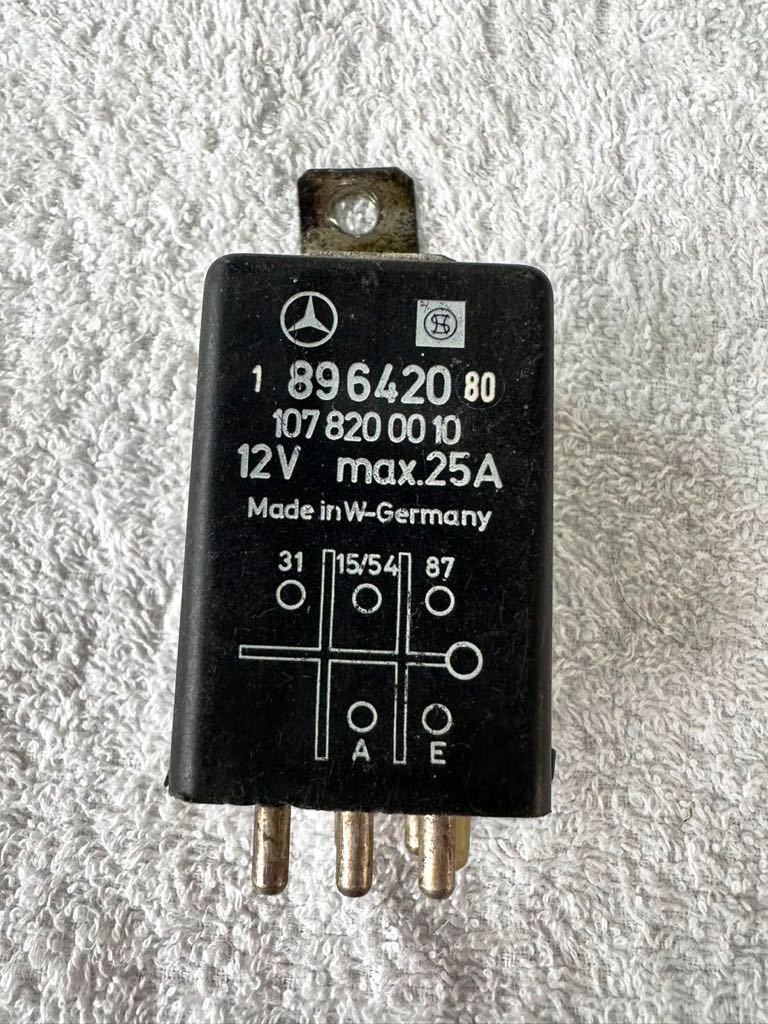 1 896420 80
107 820 00 10
12V max.25A
Made in W-Germany
31 15/54 87
A E